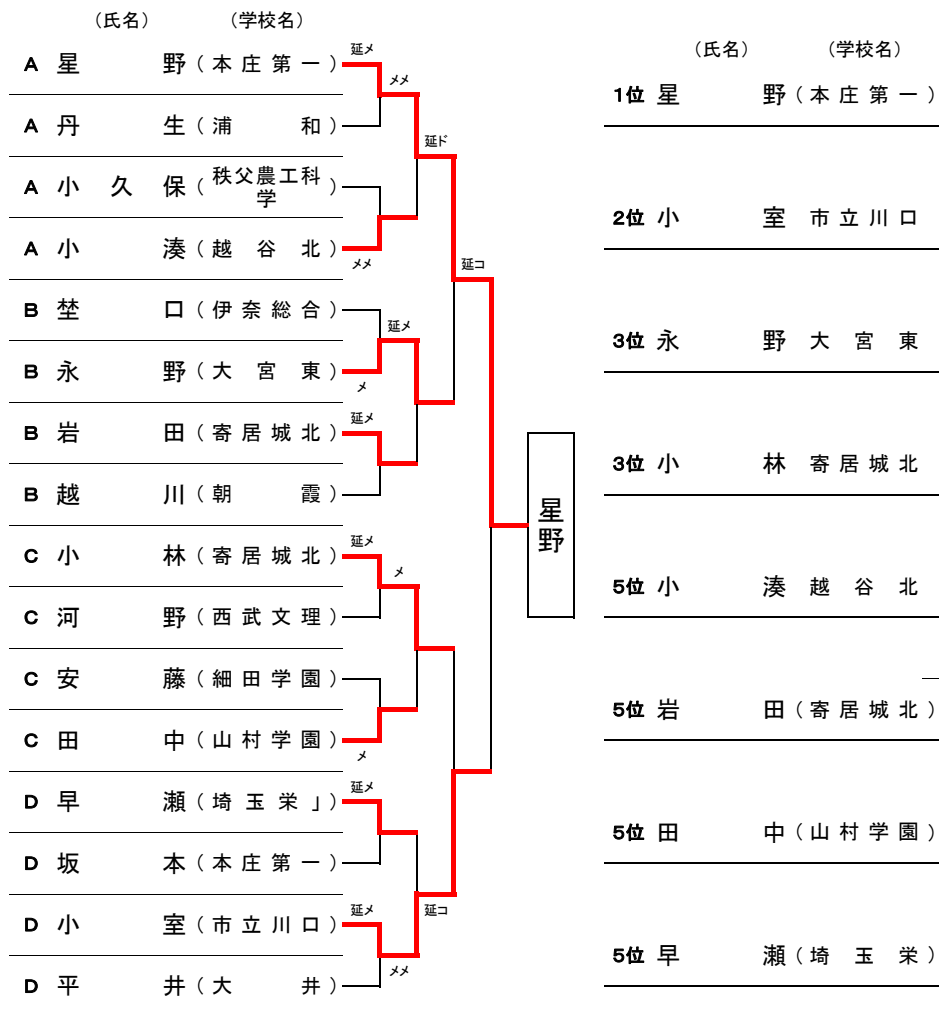 （氏名） （学校名）
A 星 野（本庄第一）
A 丹 生（浦 和）
A 小久保（秩父農工科学）
A 小 湊（越谷北）
B 埜 口（伊奈総合）
B 永 野（大宮東）
B 岩 田（寄居城北）
B 越 川（朝 霞）
C 小 林（寄居城北）
C 河 野（西武文理）
C 安 藤（細田学園）
C 田 中（山村学園）
D 早 瀬（埼玉栄」）
D 坂 本（本庄第一）
D 小 室（市立川口）
D 平 井（大 井）
延メ
メメ
延ド
メメ
延コ
延メ
メ
延メ
延メ
メ
メ
延メ
延メ
延コ
メメ
星野
（氏名） （学校名）
1位 星 野（本庄第一）
2位 小 室 市立川口
3位 永 野 大宮東
3位 小 林 寄居城北
5位 小 湊 越谷北
5位 岩 田（寄居城北）
5位 田 中（山村学園）
5位 早 瀬（埼玉栄）